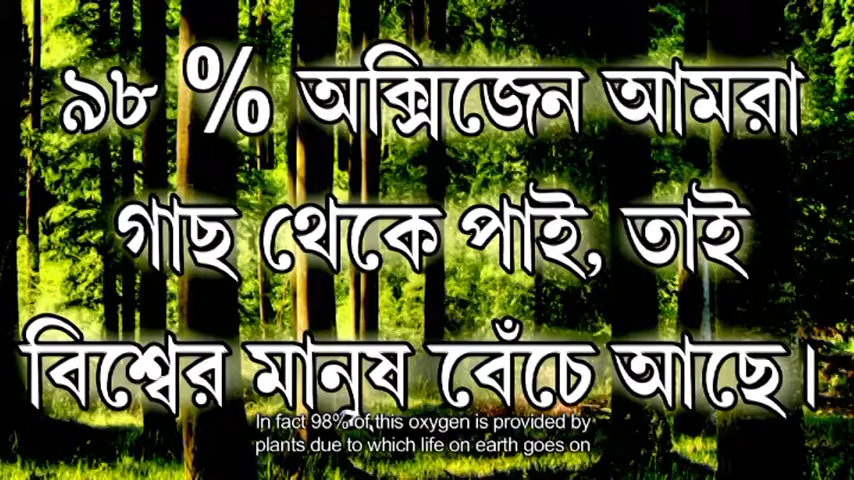 ৯৮ % অক্সিজেন আমরা
গাছ থেকে পাই, তাই
বিশ্বের মানুষ বেঁচে আছে।
In fact 98% of this oxygen is provided by
plants due to which life on earth goes on